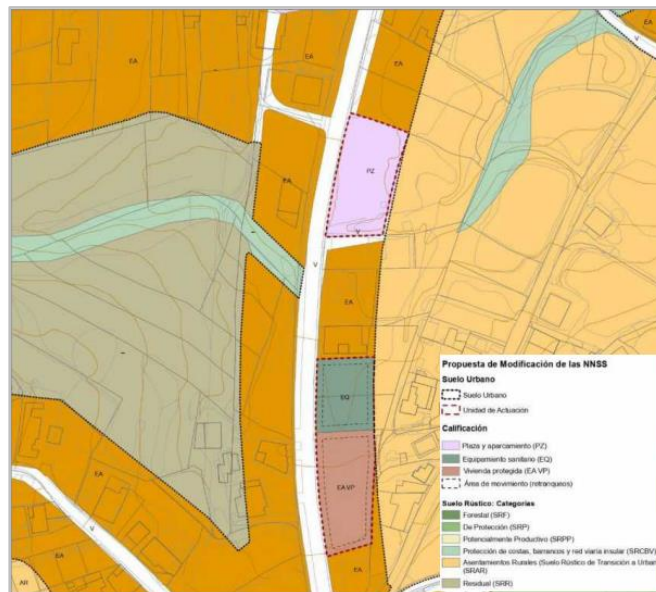 EA
EA
EA
EA
V
PZ
EA
V
V
EA
EQ
EA VP
EA
EA
V
EA
EA
AR
Propuesta de Modificación de las NNSS
Suelo Urbano
Suelo Urbano
Unidad de Actuación
Calificación
Plaza y aparcamiento (PZ)
Equipamiento sanitario (EQ)
Vivienda protegida (EA VP)
Área de movimiento (retranqueos)
Suelo Rústico: Categorías
Forestal (SRF)
De Protección (SRP)
Potencialmente Productivo (SRPP)
Protección de costas, barrancos y red viaria insular (SRCBV)
Asentamientos Rurales (Suelo Rústico de Transición a Urbano)
(SRAR)
Residual (SRR)